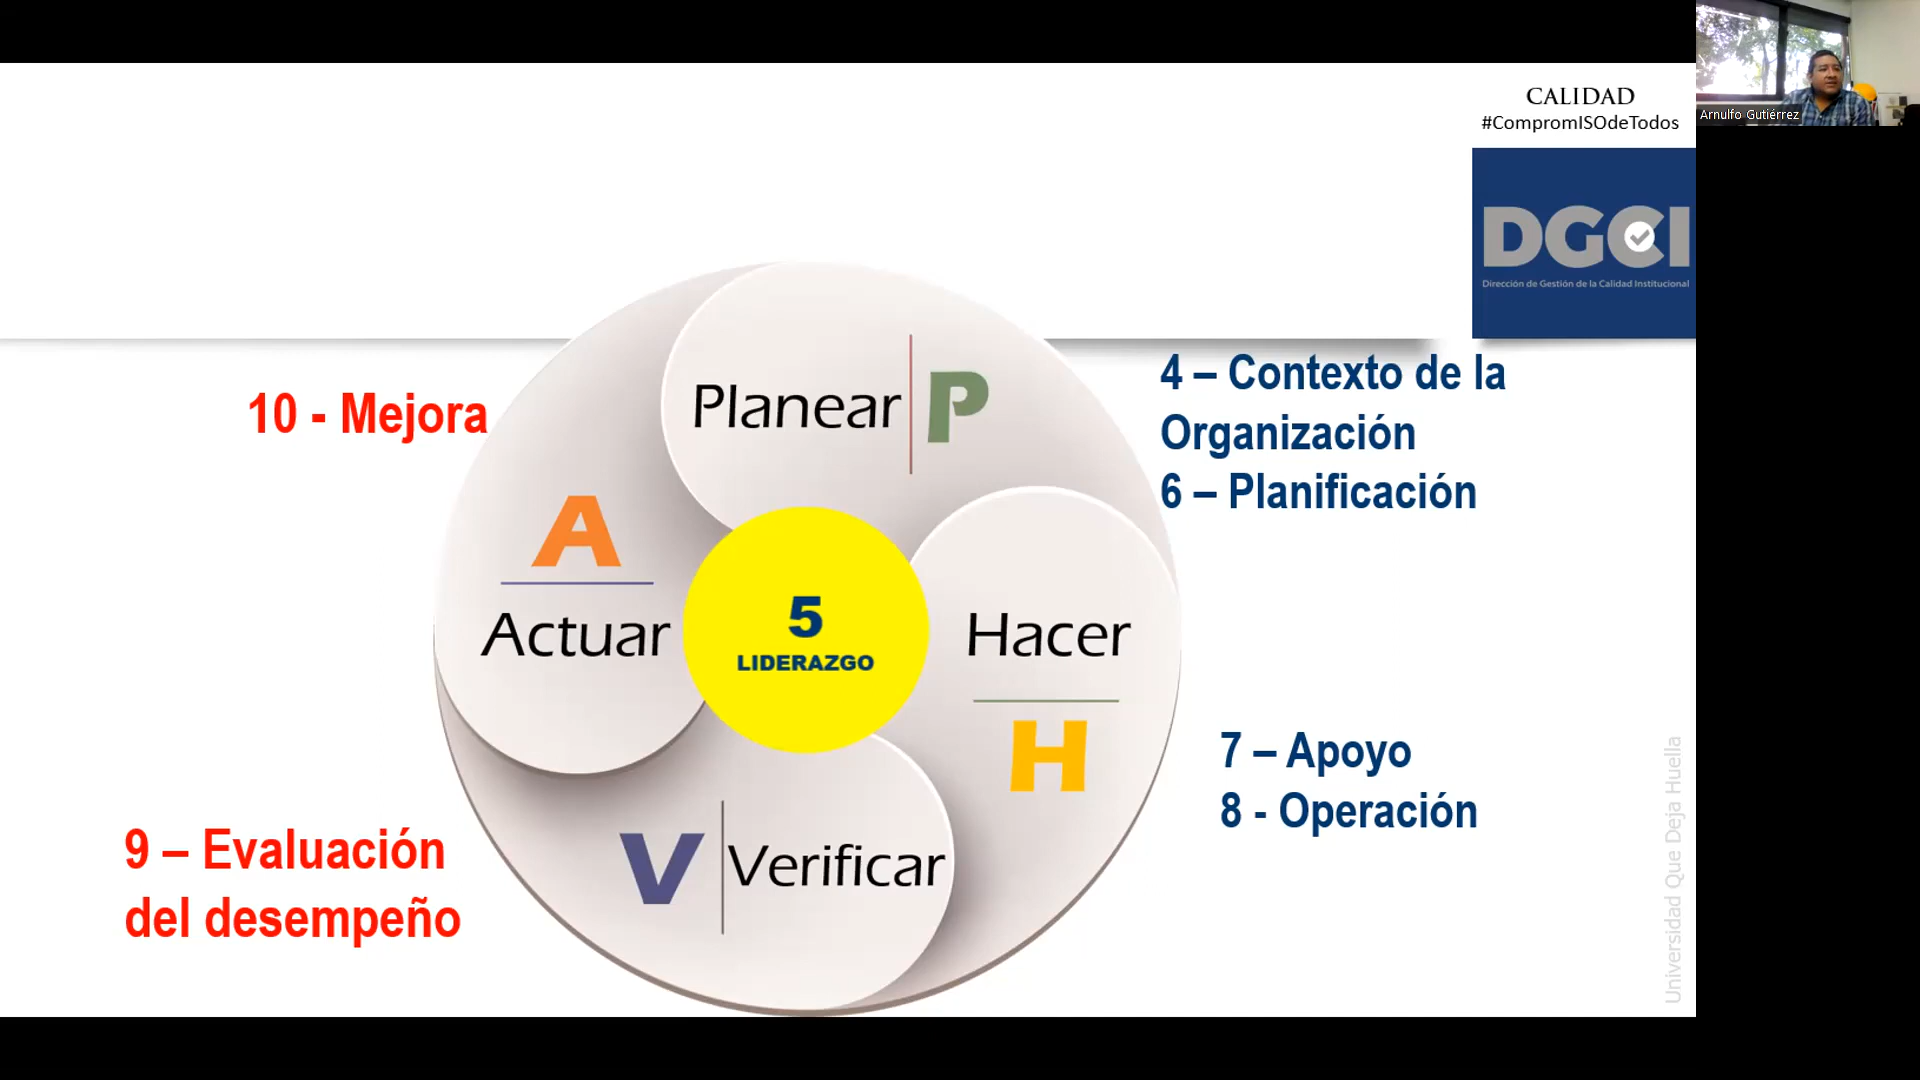 CALIDAD
#CompromISOdeTodos
Arnulfo Gutiérrez
DGCI
Dirección de Gestión de la Calidad Institucional
10 - Mejora
Planear
P
4 – Contexto de la
Organización
6 – Planificación
A
Actuar
5
LIDERAZGO
Hacer
H
7 – Apoyo
8 - Operación
V
Verificar
9 – Evaluación
del desempeño
Universidad Que Deja Huella